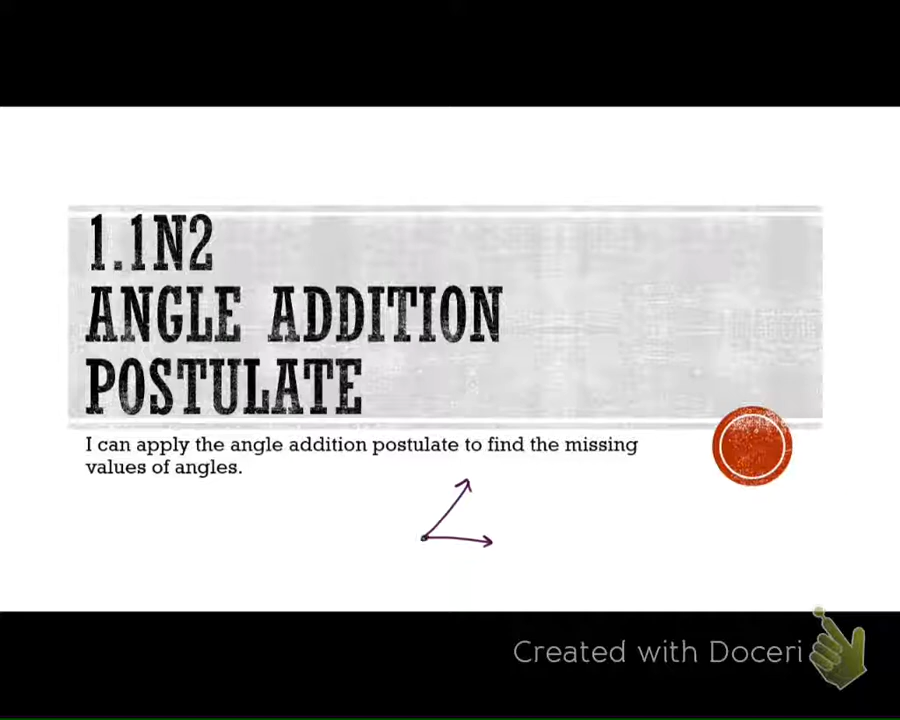 1.1N2
ANGLE ADDITION
POSTULATE
I can apply the angle addition postulate to find the missing
values of angles.
Created with Doceri